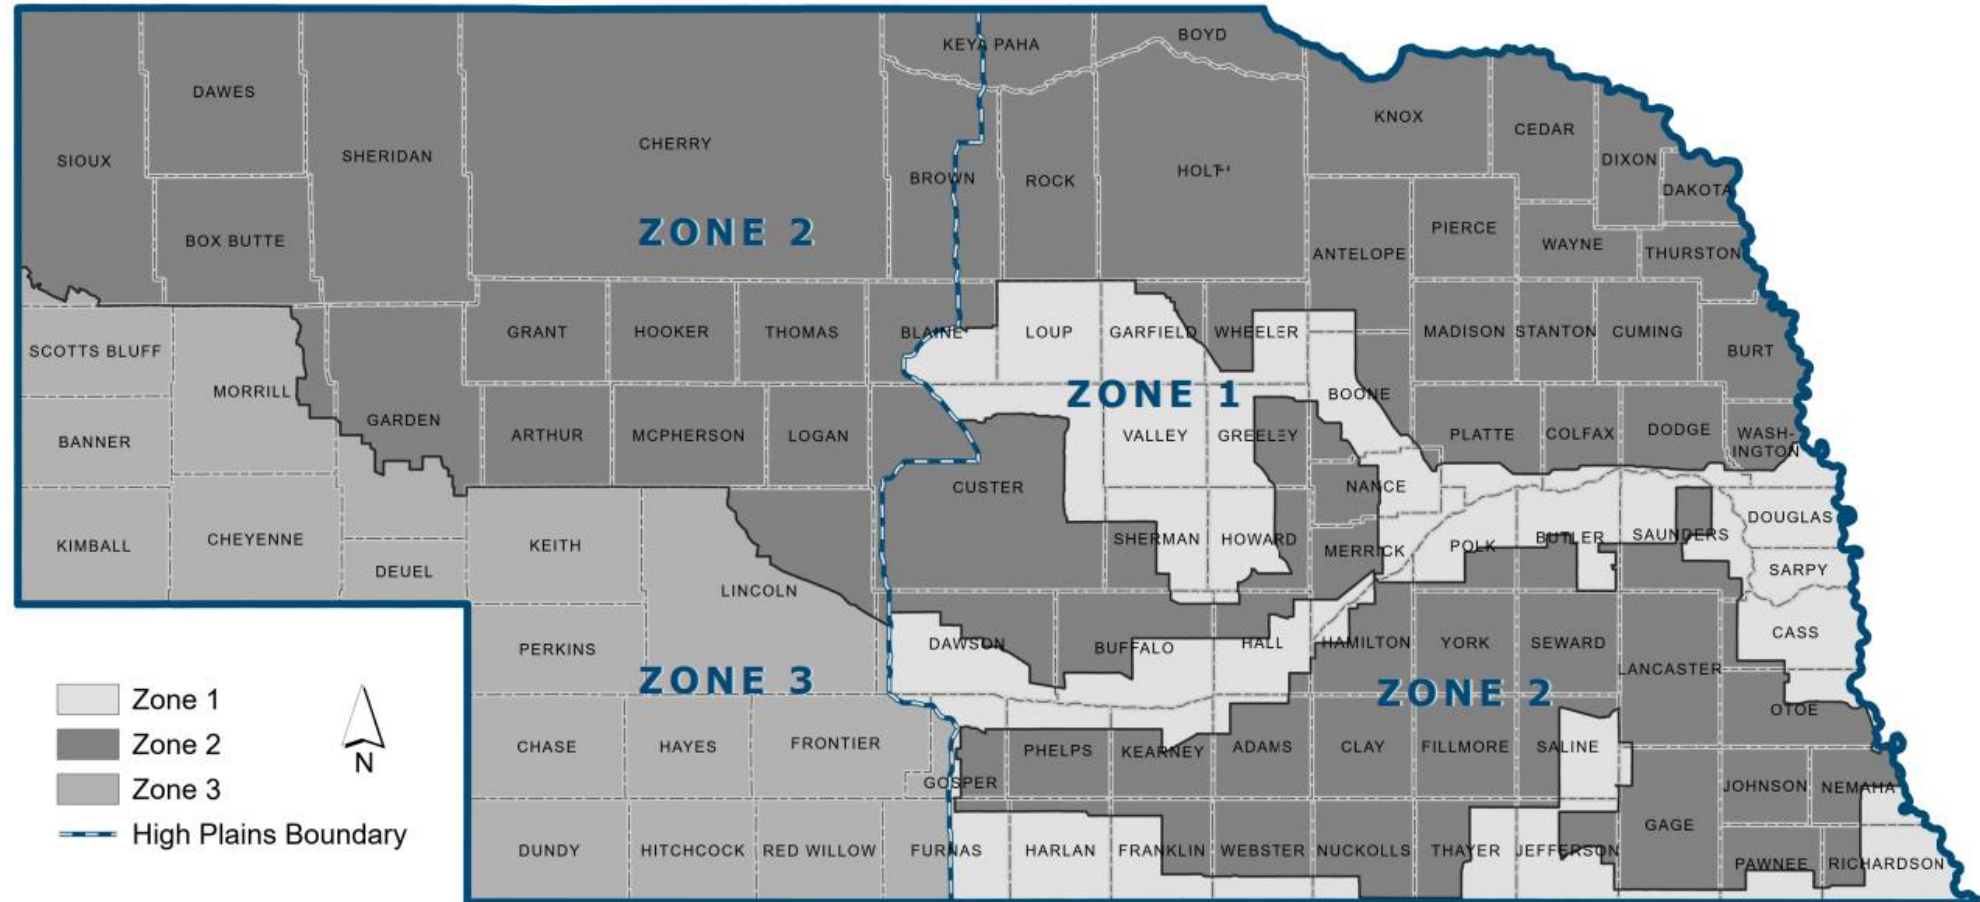 KEYA PAHA
BOYD
DAWES
KNOX
CHERRY
CEDAR
SIOUX
SHERIDAN
DIXON
BROWN
ROCK
HOLT
DAKOTA
BOX BUTTE
ZONE 2
PIERCE
WAYNE
ANTELOPE
THURSTON
GRANT
HOOKER
THOMAS
BLAINE
LOUP
GARFIELD
WHEELER
MADISON
STANTON
CUMING
SCOTTS BLUFF
BURT
MORRILL
ZONE 1
BOONE
GARDEN
BANNER
ARTHUR
MCPHERSON
LOGAN
VALLEY
GREELEY
PLATTE
COLFAX
DODGE
WASH-
INGTON
CUSTER
NANCE
DOUGLAS
KIMBALL
CHEYENNE
KEITH
SHERMAN
HOWARD
MERRICK
POLK
BUTLER
SAUNDERS
DEUEL
SARPY
LINCOLN
PERKINS
DAWSON
BUFFALO
HALL
HAMILTON
YORK
SEWARD
CASS
LANCASTER
ZONE 3
ZONE 2
OTOE
Zone 1
Zone 2
Zone 3
High Plains Boundary
N
CHASE
HAYES
FRONTIER
GOSPER
PHELPS
KEARNEY
ADAMS
CLAY
FILLMORE
SALINE
JOHNSON
NEMAHA
GAGE
DUNDY
HITCHCOCK
RED WILLOW
FURNAS
HARLAN
FRANKLIN
WEBSTER
NUCKOLLS
THAYER
JEFFERSON
PAWNEE
RICHARDSON